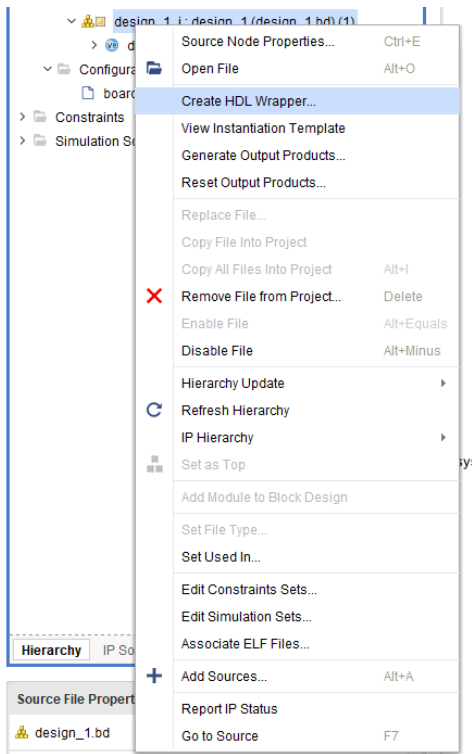 design_1_i : design_1 (design_1.bd) (1)
Source Node Properties... Ctrl+E
Configura Open File Alt+O
board
Create HDL Wrapper...
Constraints View Instantiation Template
Simulation So Generate Output Products...
Reset Output Products...
Replace File...
Copy File Into Project
Copy All Files Into Project Alt+I
Remove File from Project... Delete
Enable File Alt+Equals
Disable File Alt+Minus
Hierarchy Update
Refresh Hierarchy
IP Hierarchy
Set as Top
Add Module to Block Design
Set File Type...
Set Used In...
Edit Constraints Sets...
Edit Simulation Sets...
Associate ELF Files...
Hierarchy IP So
Add Sources... Alt+A
Source File Propert
Report IP Status
design_1.bd Go to Source F7